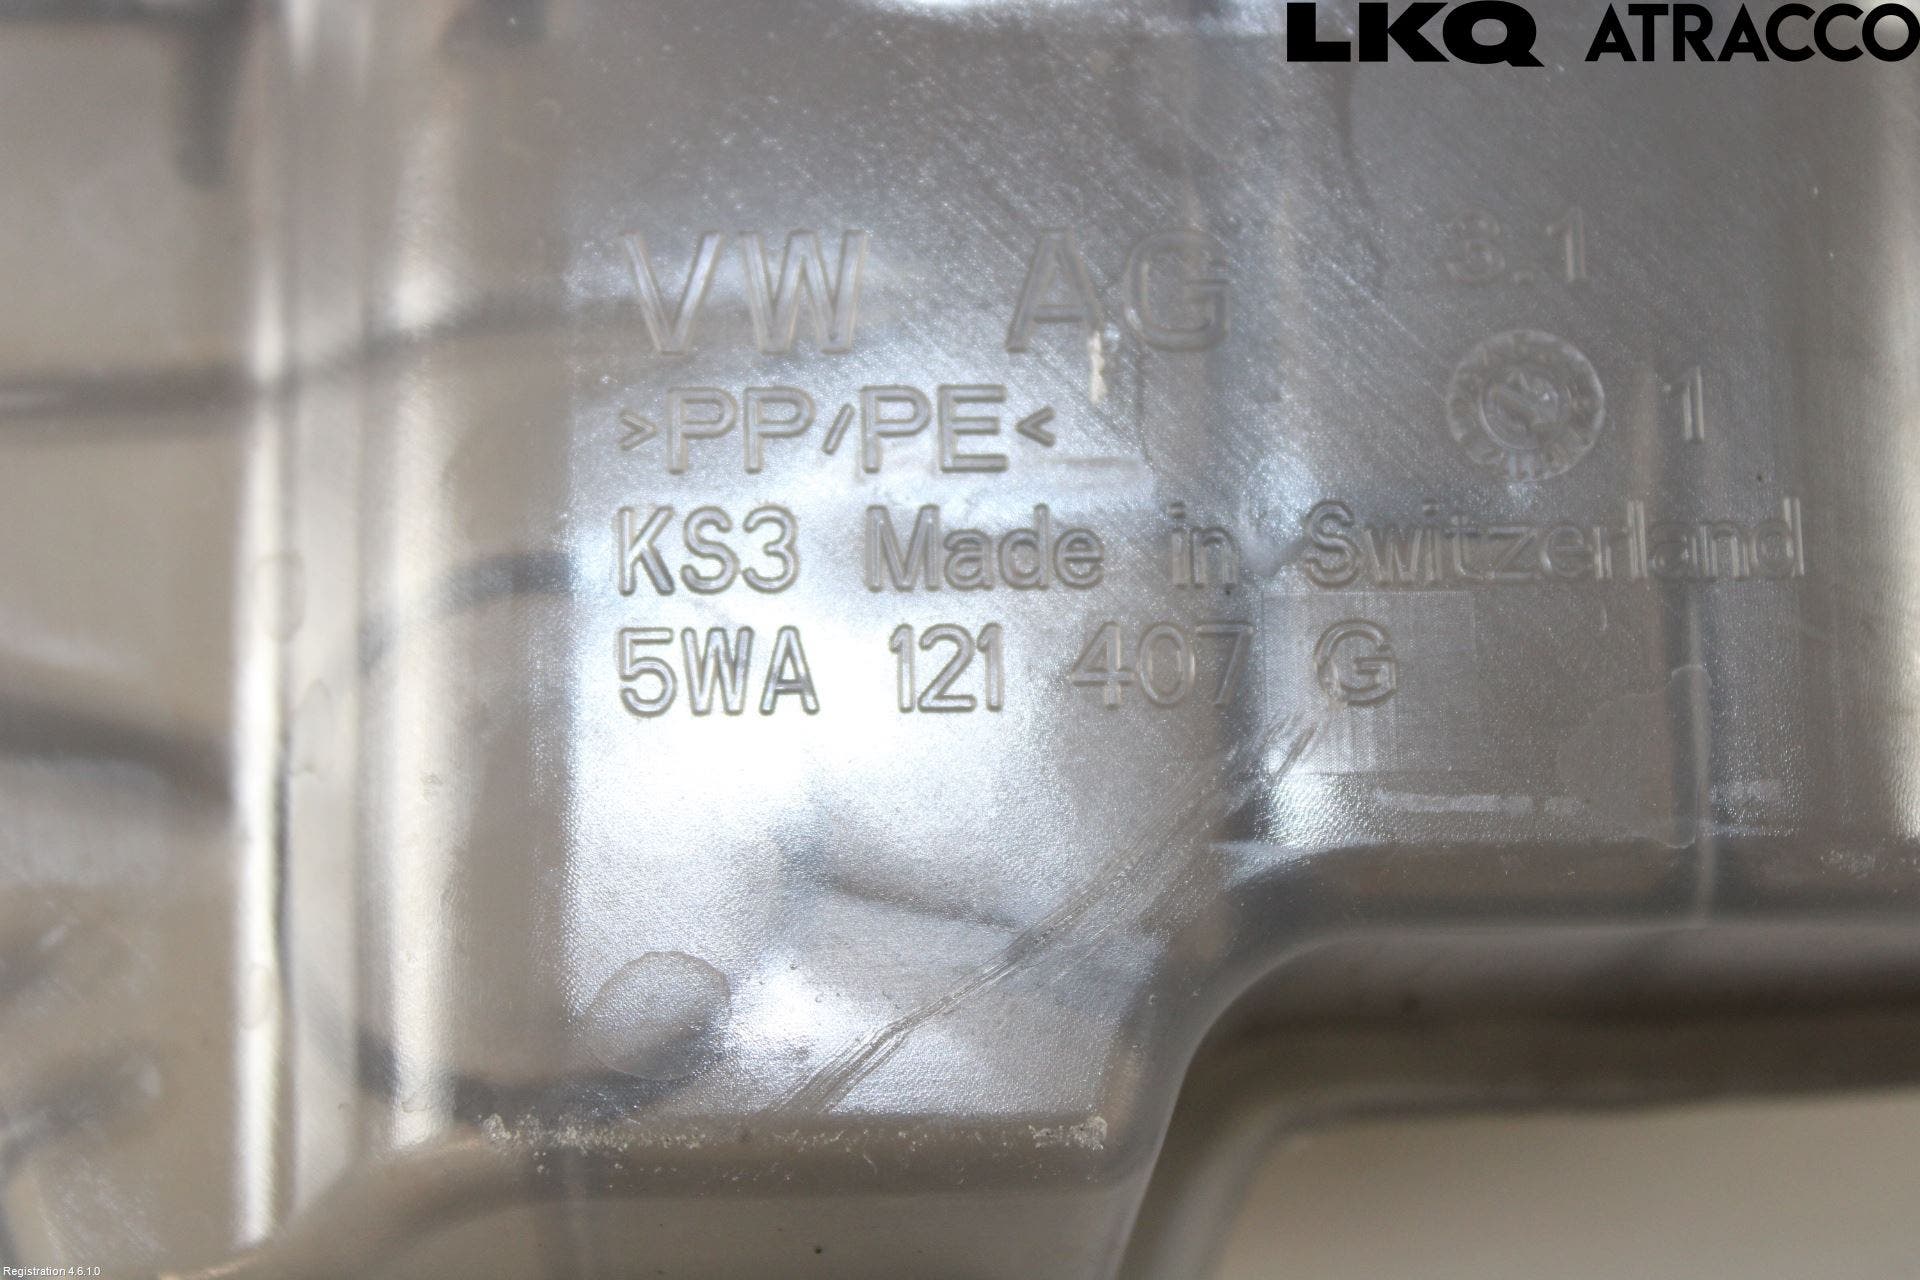 LKQ ATRACCO
VW AG
3.1
>PP/PE<
1
KS3 Made in Switzerland
5WA 121 407 G
Registration 4.6.1.0